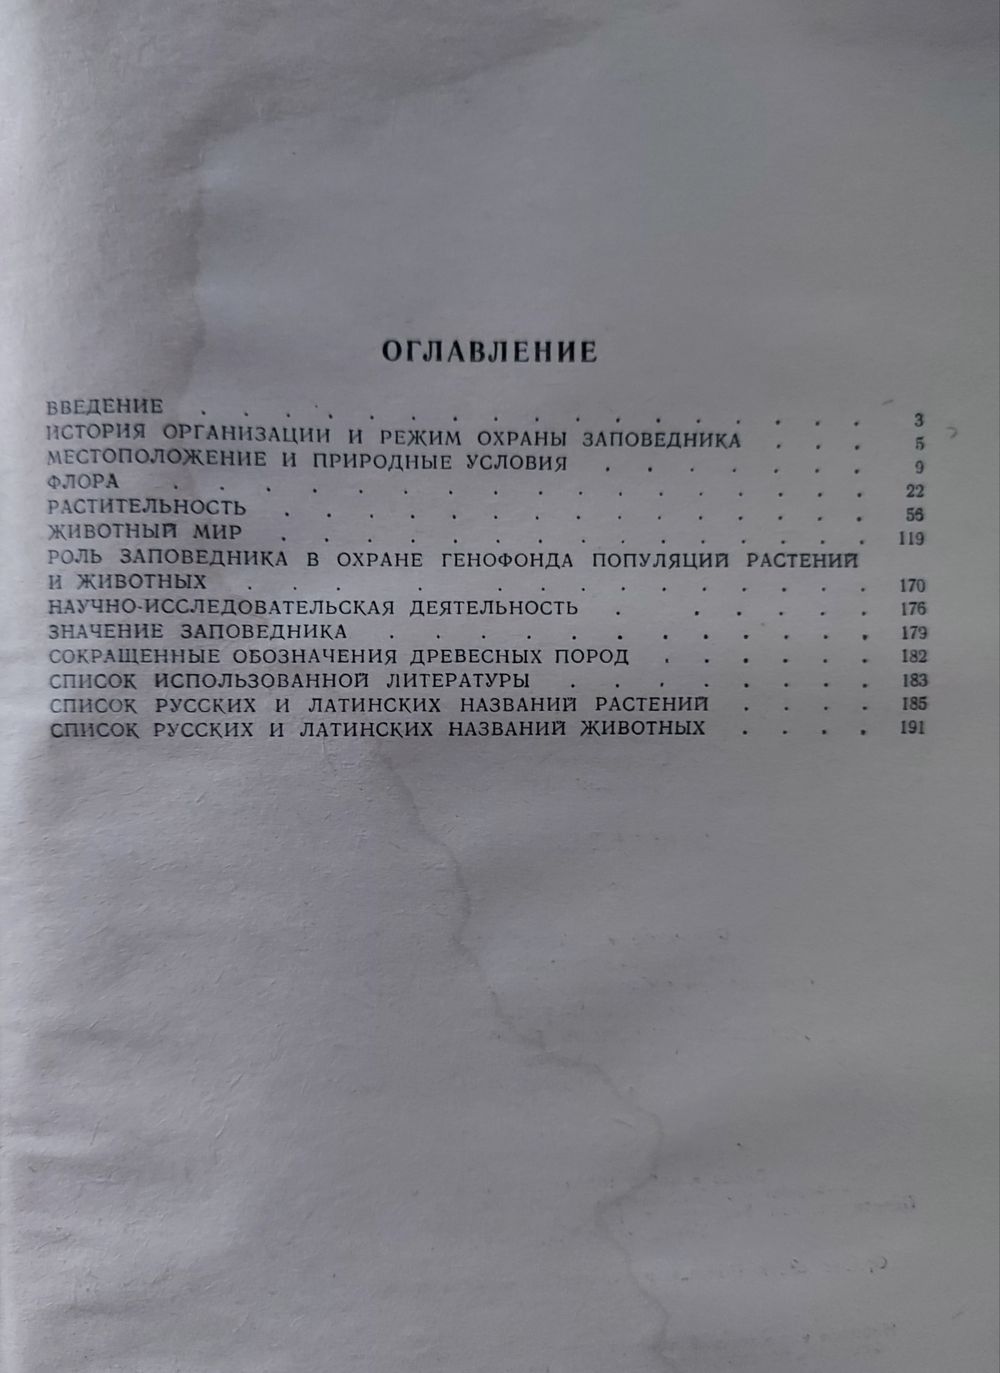 ОГЛАВЛЕНИЕ
ВВЕДЕНИЕ . . . . . . . . . . . . . . . . 3
ИСТОРИЯ ОРГАНИЗАЦИИ И РЕЖИМ ОХРАНЫ ЗАПОВЕДНИКА . . . 5
МЕСТОПОЛОЖЕНИЕ И ПРИРОДНЫЕ УСЛОВИЯ . . . . . . . 9
ФЛОРА . . . . . . . . . . . . . . . . . 22
РАСТИТЕЛЬНОСТЬ . . . . . . . . . . . . . . 56
ЖИВОТНЫЙ МИР . . . . . . . . . . . . . . 119
РОЛЬ ЗАПОВЕДНИКА В ОХРАНЕ ГЕНОФОНДА ПОПУЛЯЦИЙ РАСТЕНИЙ
И ЖИВОТНЫХ . . . . . . . . . . . . . . 170
НАУЧНО-ИССЛЕДОВАТЕЛЬСКАЯ ДЕЯТЕЛЬНОСТЬ . . . . . . 176
ЗНАЧЕНИЕ ЗАПОВЕДНИКА . . . . . . . . . . . 179
СОКРАЩЕННЫЕ ОБОЗНАЧЕНИЯ ДРЕВЕСНЫХ ПОРОД . . . . . . 182
СПИСОК ИСПОЛЬЗОВАННОЙ ЛИТЕРАТУРЫ . . . . . . . . 183
СПИСОК РУССКИХ И ЛАТИНСКИХ НАЗВАНИЙ РАСТЕНИЙ . . . . 185
СПИСОК РУССКИХ И ЛАТИНСКИХ НАЗВАНИЙ ЖИВОТНЫХ . . . . 191